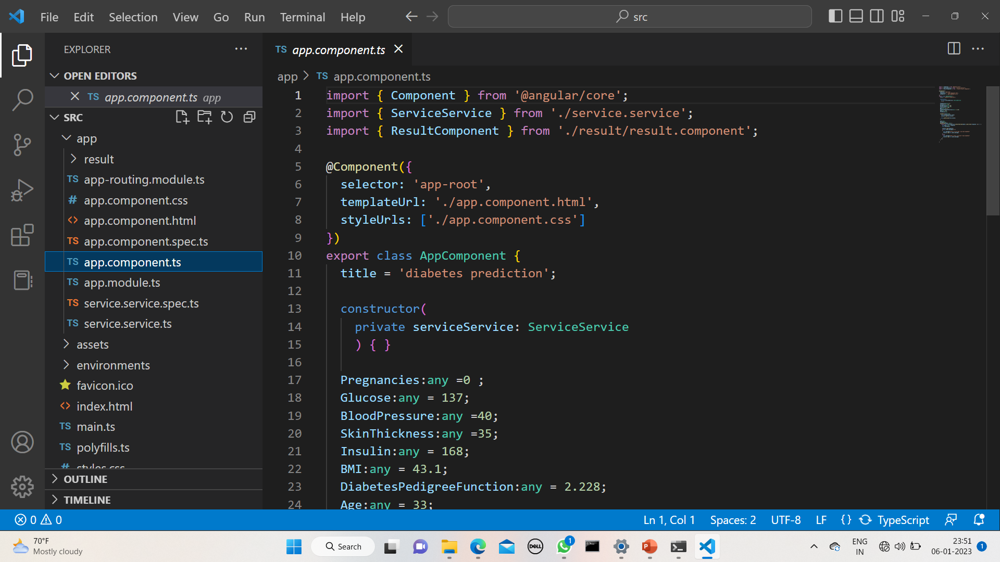 File Edit Selection View Go Run Terminal Help
src
EXPLORER
OPEN EDITORS
TS app.component.ts app
SRC
app
result
TS app-routing.module.ts
# app.component.css
<> app.component.html
TS app.component.spec.ts
TS app.component.ts
TS app.module.ts
TS service.service.spec.ts
TS service.service.ts
assets
environments
favicon.ico
<> index.html
TS main.ts
TS polyfills.ts
# styles.css
OUTLINE
TIMELINE
TS app.component.ts
app > TS app.component.ts
1 import { Component } from '@angular/core';
2 import { ServiceService } from './service.service';
3 import { ResultComponent } from './result/result.component';
4
5 @Component({
6 selector: 'app-root',
7 templateUrl: './app.component.html',
8 styleUrls: ['./app.component.css']
9 })
10 export class AppComponent {
11 title = 'diabetes prediction';
12
13 constructor(
14 private serviceService: ServiceService
15 ) { }
16
17 Pregnancies:any =0 ;
18 Glucose:any = 137;
19 BloodPressure:any =40;
20 SkinThickness:any =35;
21 Insulin:any = 168;
22 BMI:any = 43.1;
23 DiabetesPedigreeFunction:any = 2.228;
24 Age:any = 33;
0 0
Ln 1, Col 1 Spaces: 2 UTF-8 LF {} TypeScript
70°F
Mostly cloudy
Search
DELL
1
P
ENG
IN
23:51
06-01-2023
1